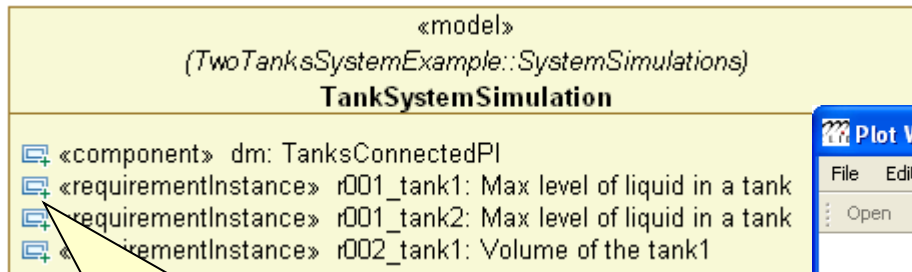 «model»
(TwoTanksSystemExample::SystemSimulations)
TankSystemSimulation
«component» dm: TanksConnectedPI
«requirementInstance» r001_tank1: Max level of liquid in a tank
requirementInstance» r001_tank2: Max level of liquid in a tank
r002_tank1: Volume of the tank1
Plot
File Edi
Open